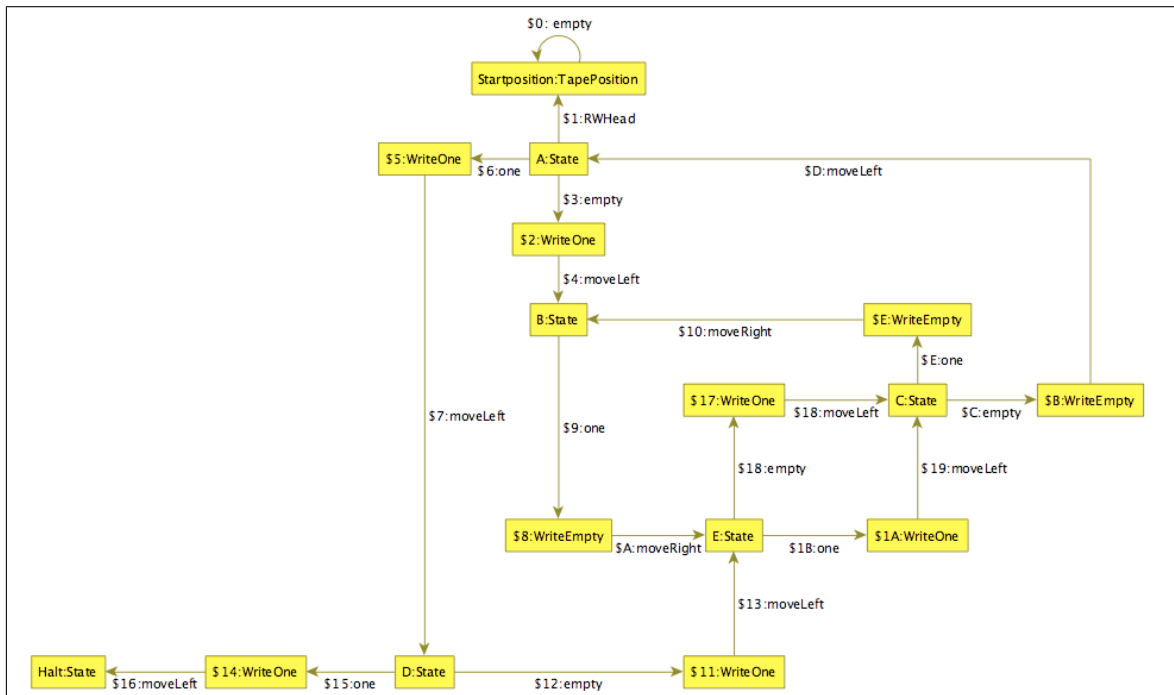 $0: empty
Startposition:TapePosition
$1:RWHead
$5:WriteOne
$6:one
A:State
$D:moveLeft
$3:empty
$2:WriteOne
$4:moveLeft
B:State
$10:moveRight
$E:WriteEmpty
$E:one
$17:WriteOne
$18:moveLeft
C:State
$C:empty
$B:WriteEmpty
$7:moveLeft
$9:one
$18:empty
$19:moveLeft
$8:WriteEmpty
$A:moveRight
E:State
$1B:one
$1A:WriteOne
$13:moveLeft
Halt:State
$16:moveLeft
$14:WriteOne
$15:one
D:State
$12:empty
$11:WriteOne